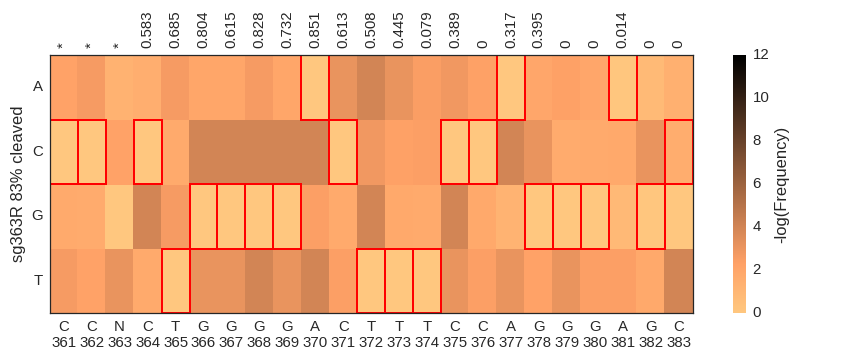 * * * 0.583 0.685 0.804 0.615 0.828 0.732 0.851 0.613 0.508 0.445 0.079 0.389 0 0.317 0.395 0 0 0.014 0 0
sg363R 83% cleaved
A
C
G
T
C C N C T G G G G A C T T T C C A G G G A G C
361 362 363 364 365 366 367 368 369 370 371 372 373 374 375 376 377 378 379 380 381 382 383
12
10
8
6
4
2
0
-log(Frequency)